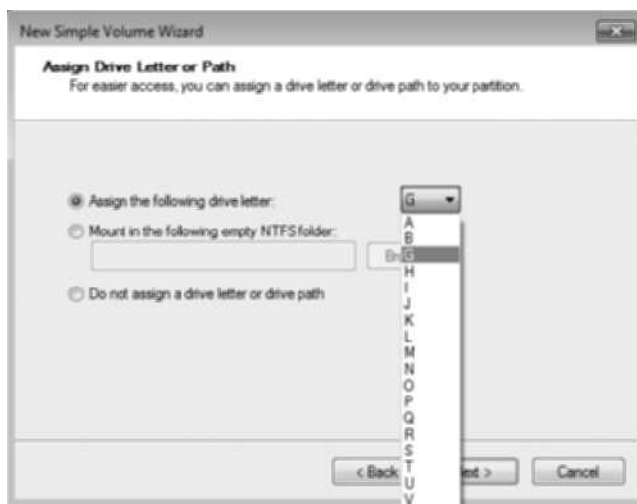 New Simple Volume Wizard
Assign Drive Letter or Path
For easier access, you can assign a drive letter or drive path to your partition.
Assign the following drive letter: G
Mount in the following empty NTFS folder:
Do not assign a drive letter or drive path
A
B
G
H
I
J
K
L
M
N
O
P
Q
R
S
T
U
V
< Back
Cancel